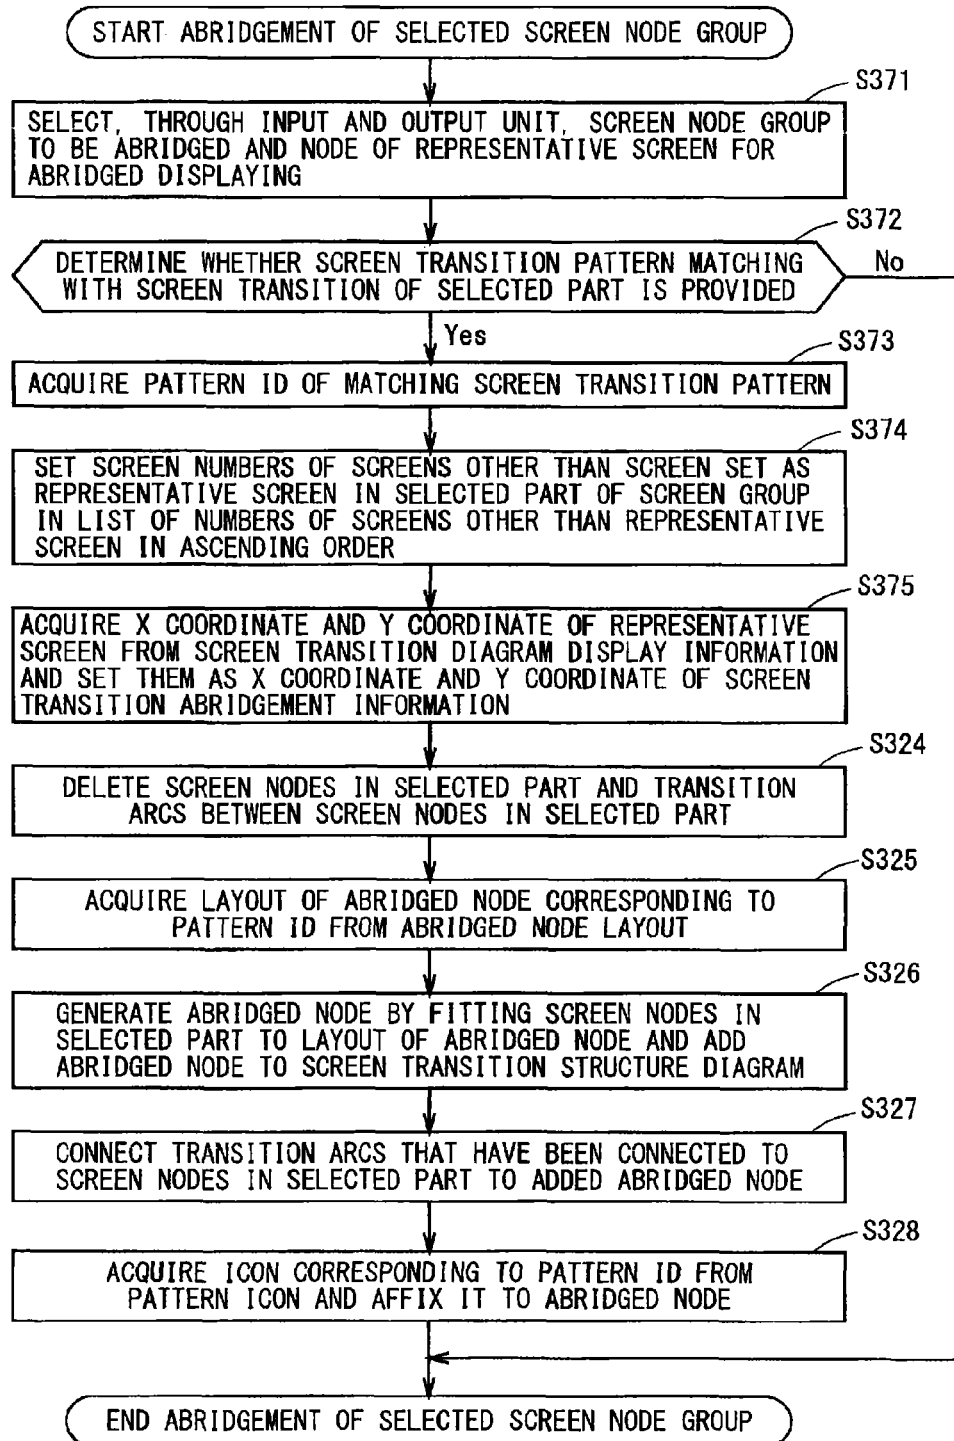 START ABRIDGEMENT OF SELECTED SCREEN NODE GROUP
S371
SELECT, THROUGH INPUT AND OUTPUT UNIT, SCREEN NODE GROUP
TO BE ABRIDGED AND NODE OF REPRESENTATIVE SCREEN FOR
ABRIDGED DISPLAYING
S372
DETERMINE WHETHER SCREEN TRANSITION PATTERN MATCHING
WITH SCREEN TRANSITION OF SELECTED PART IS PROVIDED
No
Yes
S373
ACQUIRE PATTERN ID OF MATCHING SCREEN TRANSITION PATTERN
S374
SET SCREEN NUMBERS OF SCREENS OTHER THAN SCREEN SET AS
REPRESENTATIVE SCREEN IN SELECTED PART OF SCREEN GROUP
IN LIST OF NUMBERS OF SCREENS OTHER THAN REPRESENTATIVE
SCREEN IN ASCENDING ORDER
S375
ACQUIRE X COORDINATE AND Y COORDINATE OF REPRESENTATIVE
SCREEN FROM SCREEN TRANSITION DIAGRAM DISPLAY INFORMATION
AND SET THEM AS X COORDINATE AND Y COORDINATE OF SCREEN
TRANSITION ABRIDGEMENT INFORMATION
S324
DELETE SCREEN NODES IN SELECTED PART AND TRANSITION
ARCS BETWEEN SCREEN NODES IN SELECTED PART
S325
ACQUIRE LAYOUT OF ABRIDGED NODE CORRESPONDING TO
PATTERN ID FROM ABRIDGED NODE LAYOUT
S326
GENERATE ABRIDGED NODE BY FITTING SCREEN NODES IN
SELECTED PART TO LAYOUT OF ABRIDGED NODE AND ADD
ABRIDGED NODE TO SCREEN TRANSITION STRUCTURE DIAGRAM
S327
CONNECT TRANSITION ARCS THAT HAVE BEEN CONNECTED TO
SCREEN NODES IN SELECTED PART TO ADDED ABRIDGED NODE
S328
ACQUIRE ICON CORRESPONDING TO PATTERN ID FROM
PATTERN ICON AND AFFIX IT TO ABRIDGED NODE
END ABRIDGEMENT OF SELECTED SCREEN NODE GROUP